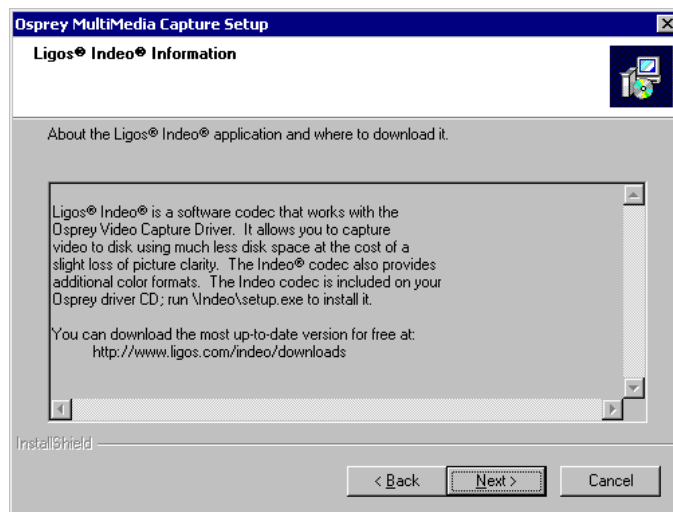 Osprey MultiMedia Capture Setup
Ligos® Indeo® Information
About the Ligos® Indeo® application and where to download it.
Ligos® Indeo® is a software codec that works with the
Osprey Video Capture Driver.  It allows you to capture
video to disk using much less disk space at the cost of a
slight loss of picture clarity.  The Indeo® codec also provides
additional color formats.  The Indeo codec is included on your
Osprey driver CD; run \Indeo\setup.exe to install it.
You can download the most up-to-date version for free at:
http://www.ligos.com/indeo/downloads
InstallShield
< Back
Next >
Cancel